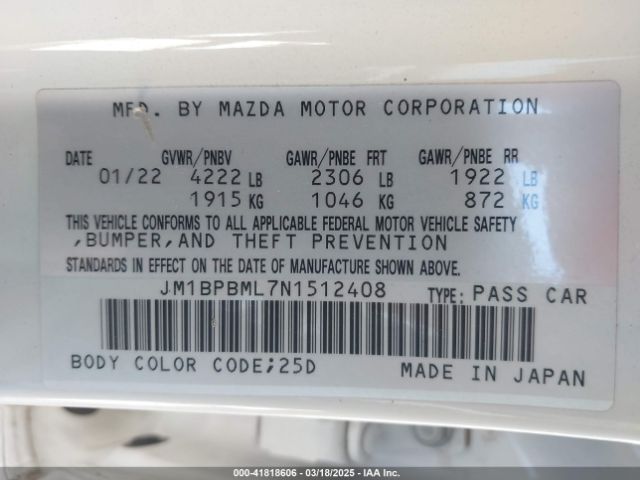 MFD. BY MAZDA MOTOR CORPORATION
DATE GVWR/PNBV GAWR/PNBE FRT GAWR/PNBE RR
01/22 4222 LB 2306 LB 1922 LB
1915 KG 1046 KG 872 KG
THIS VEHICLE CONFORMS TO ALL APPLICABLE FEDERAL MOTOR VEHICLE SAFETY
,BUMPER,AND THEFT PREVENTION
STANDARDS IN EFFECT ON THE DATE OF MANUFACTURE SHOWN ABOVE.
JM1BPBML7N1512408 TYPE: PASS CAR
BODY COLOR CODE;25D MADE IN JAPAN
000-41818606 - 03/18/2025 - IAA Inc.